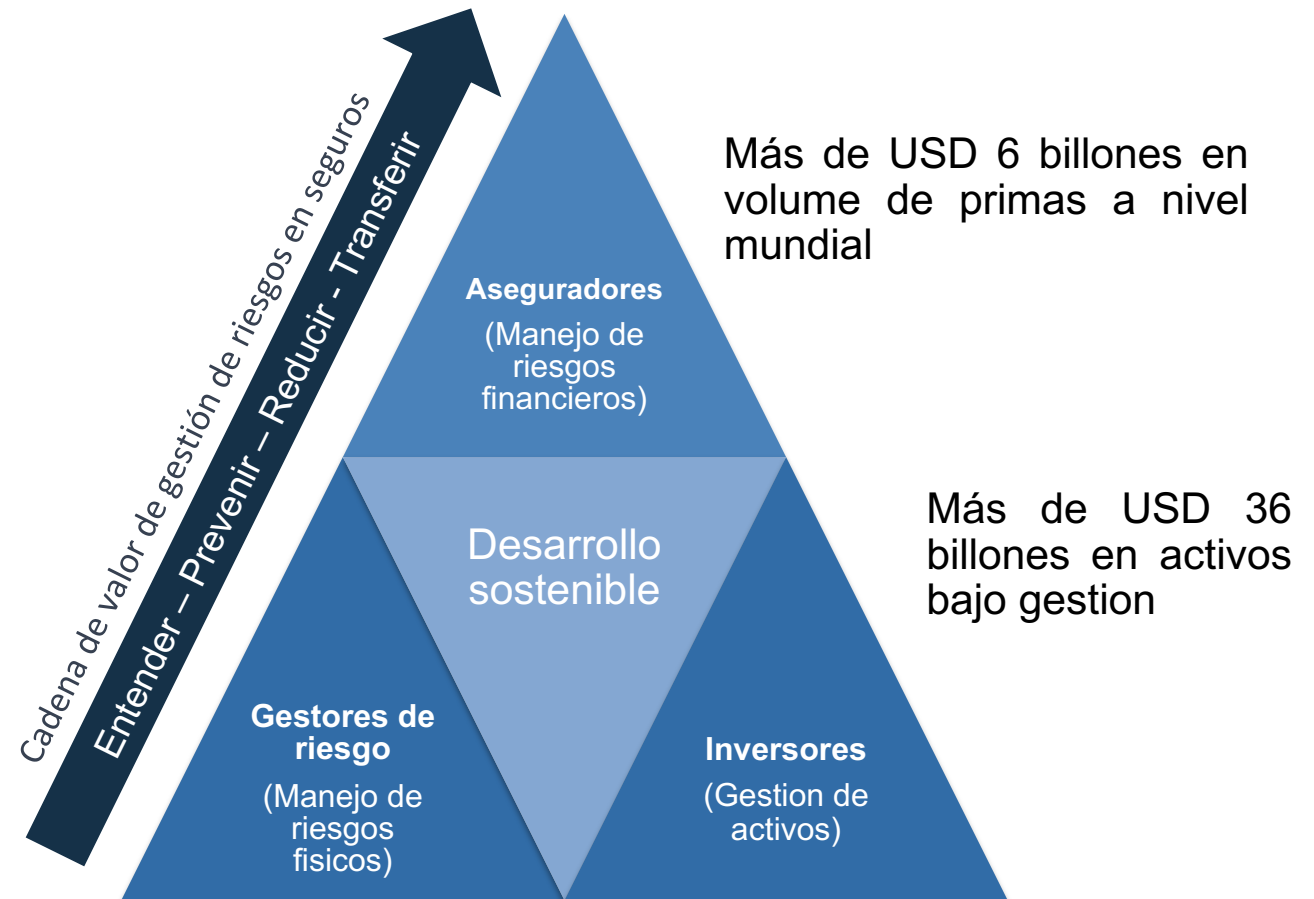 Cadena de valor de gestión de riesgos en seguros
Entender – Prevenir – Reducir - Transferir
Más de USD 6 billones en
volume de primas a nivel
mundial
Aseguradores
(Manejo de
riesgos
financieros)
Más de USD 36
billones en activos
bajo gestion
Desarrollo
sostenible
Gestores de
riesgo
(Manejo de
riesgos
fisicos)
Inversores
(Gestion de
activos)